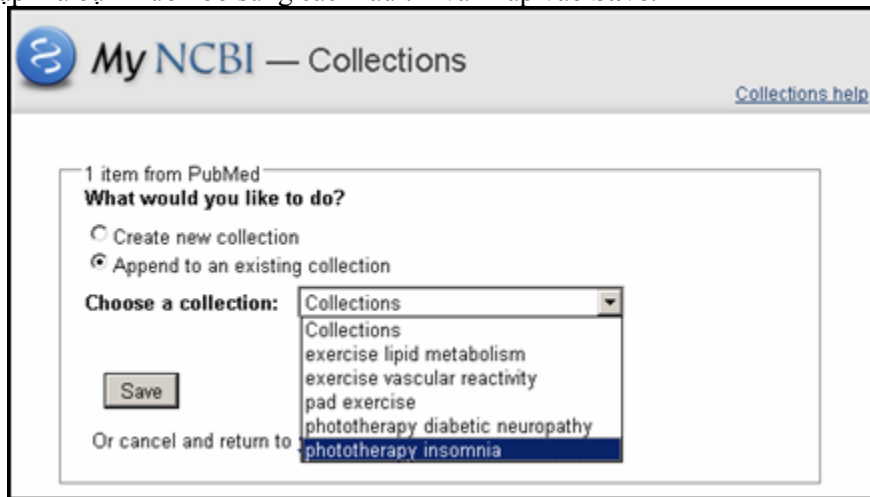 My NCBI — Collections
Collections help
1 item from PubMed
What would you like to do?
Create new collection
Append to an existing collection
Choose a collection: Collections
Collections
exercise lipid metabolism
exercise vascular reactivity
Save
pad exercise
phototherapy diabetic neuropathy
Or cancel and return to
phototherapy insomnia